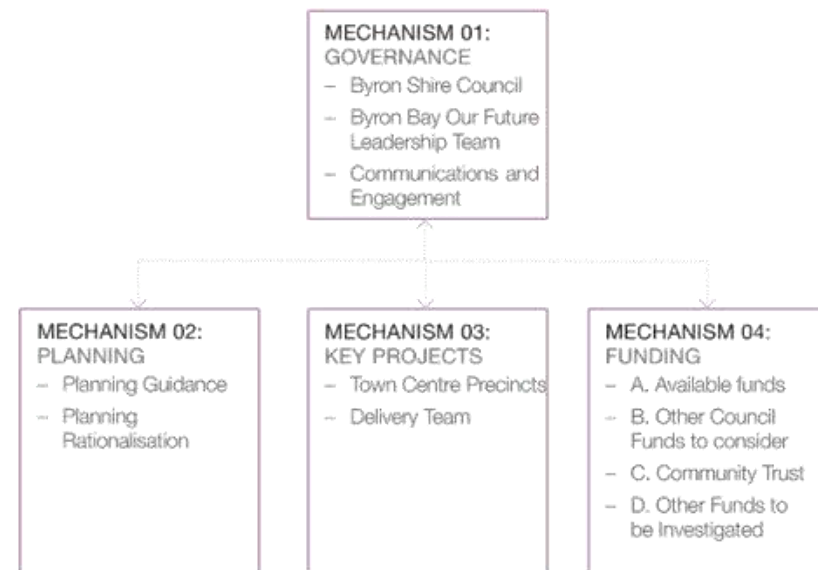 MECHANISM 01:
GOVERNANCE
– Byron Shire Council
– Byron Bay Our Future
Leadership Team
– Communications and
Engagement
MECHANISM 02:
PLANNING
– Planning Guidance
– Planning
Rationalisation
MECHANISM 03:
KEY PROJECTS
– Town Centre Precincts
– Delivery Team
MECHANISM 04:
FUNDING
– A. Available funds
– B. Other Council
Funds to consider
– C. Community Trust
– D. Other Funds to
be Investigated